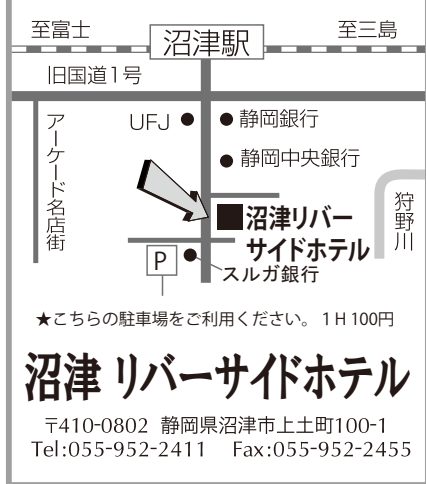 至富士
至三島
沼津駅
旧国道1号
アーケード名店街
UFJ
静岡銀行
静岡中央銀行
狩野川
沼津リバー
サイドホテル
P
スルガ銀行
★こちらの駐車場をご利用ください。1H100円
沼津 リバーサイドホテル
〒410-0802 静岡県沼津市上土町100-1
Tel:055-952-2411 Fax:055-952-2455